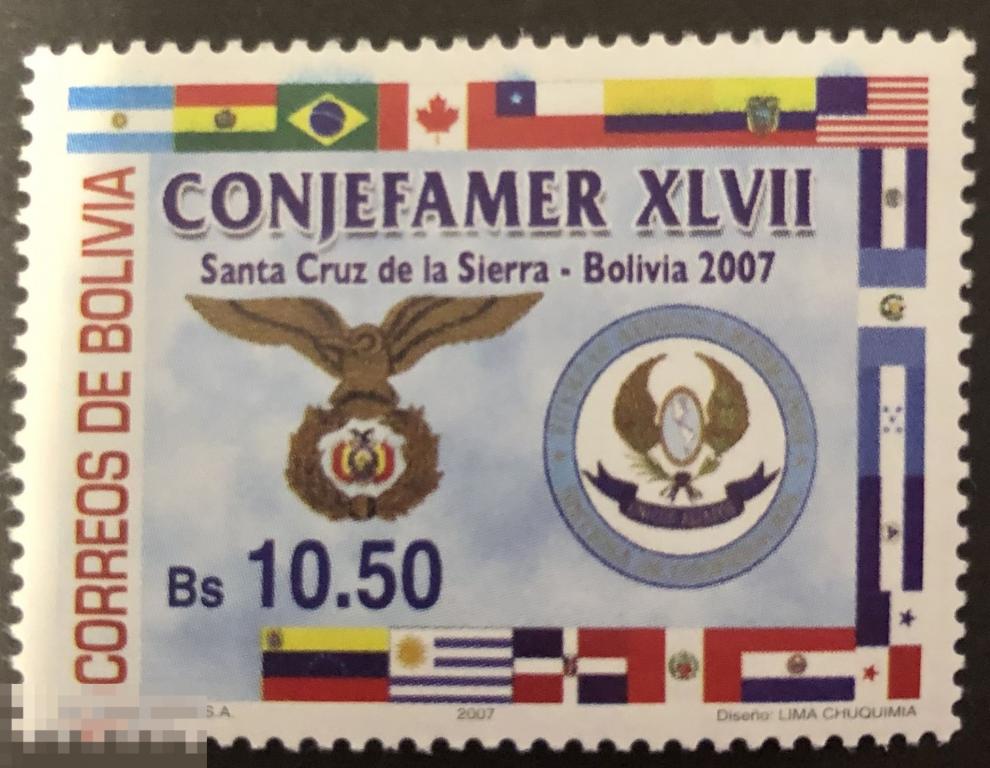 CORREOS DE BOLIVIA
CONJEFAMER XLVII
Santa Cruz de la Sierra - Bolivia 2007
Bs 10.50
S.A.
2007
Diseño: LIMA CHUQUIMIA